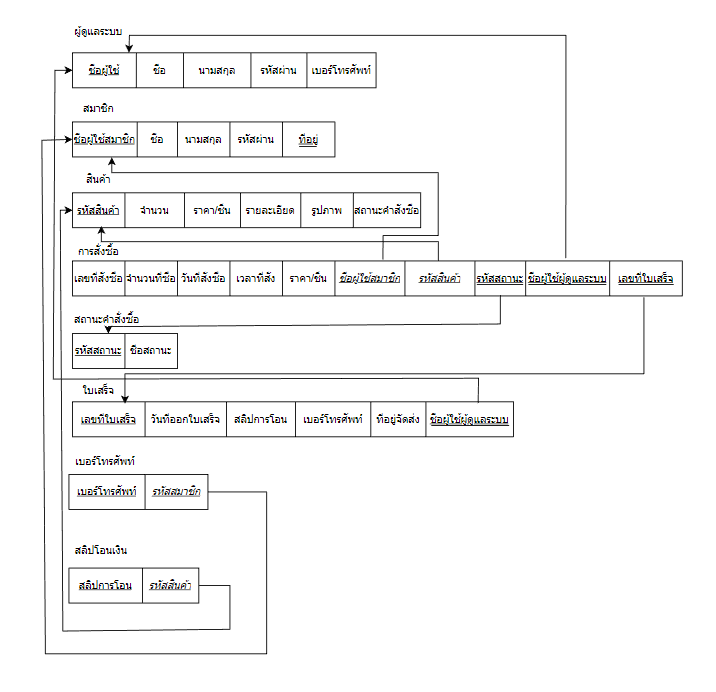 ผู้ดูแลระบบ
ชื่อผู้ใช้ ชื่อ นามสกุล รหัสผ่าน เบอร์โทรศัพท์
สมาชิก
ชื่อผู้ใช้สมาชิก ชื่อ นามสกุล รหัสผ่าน ที่อยู่
สินค้า
รหัสสินค้า จำนวน ราคา/ชิ้น รายละเอียด รูปภาพ สถานะคำสั่งซื้อ
การสั่งซื้อ
เลขที่สั่งซื้อ จำนวนที่ซื้อ วันที่สั่งซื้อ เวลาที่สั่ง ราคา/ชิ้น ชื่อผู้ใช้สมาชิก รหัสสินค้า รหัสสถานะ ชื่อผู้ใช้ผู้ดูแลระบบ เลขที่ใบเสร็จ
สถานะคำสั่งซื้อ
รหัสสถานะ ชื่อสถานะ
ใบเสร็จ
เลขที่ใบเสร็จ วันที่ออกใบเสร็จ สลิปการโอน เบอร์โทรศัพท์ ที่อยู่จัดส่ง ชื่อผู้ใช้ผู้ดูแลระบบ
เบอร์โทรศัพท์
เบอร์โทรศัพท์ รหัสสมาชิก
สลิปโอนเงิน
สลิปการโอน รหัสสินค้า